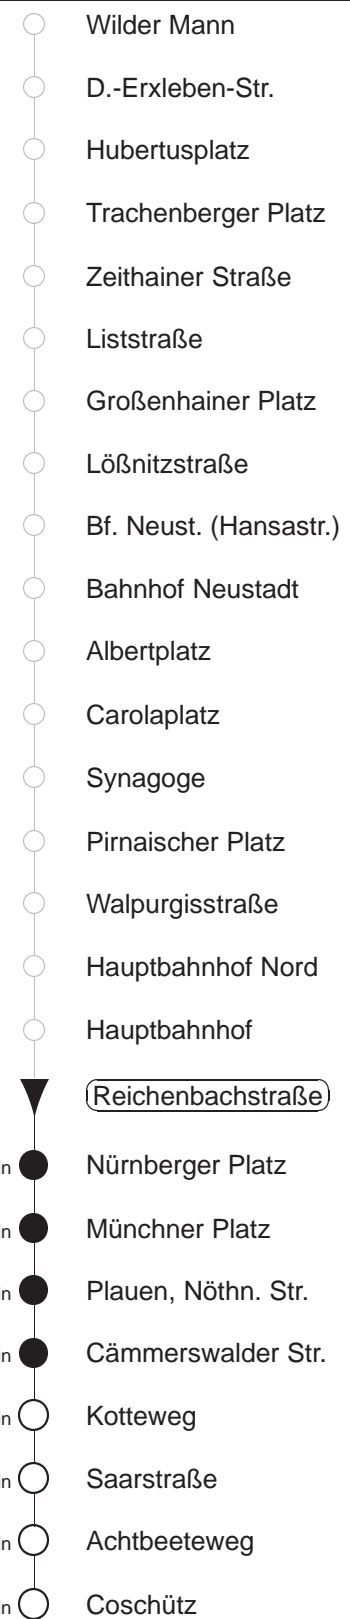 Wilder Mann
D.-Erxleben-Str.
Hubertusplatz
Trachenberger Platz
Zeithainer Straße
Liststraße
Großenhainer Platz
Lößnitzstraße
Bf. Neust. (Hansastr.)
Bahnhof Neustadt
Albertplatz
Carolaplatz
Synagoge
Pirnaischer Platz
Walpurgisstraße
Hauptbahnhof Nord
Hauptbahnhof
Reichenbachstraße
Nürnberger Platz
Münchner Platz
Plauen, Nöthn. Str.
Cämmerswalder Str.
Kotteweg
Saarstraße
Achtbeeteweg
Coschütz